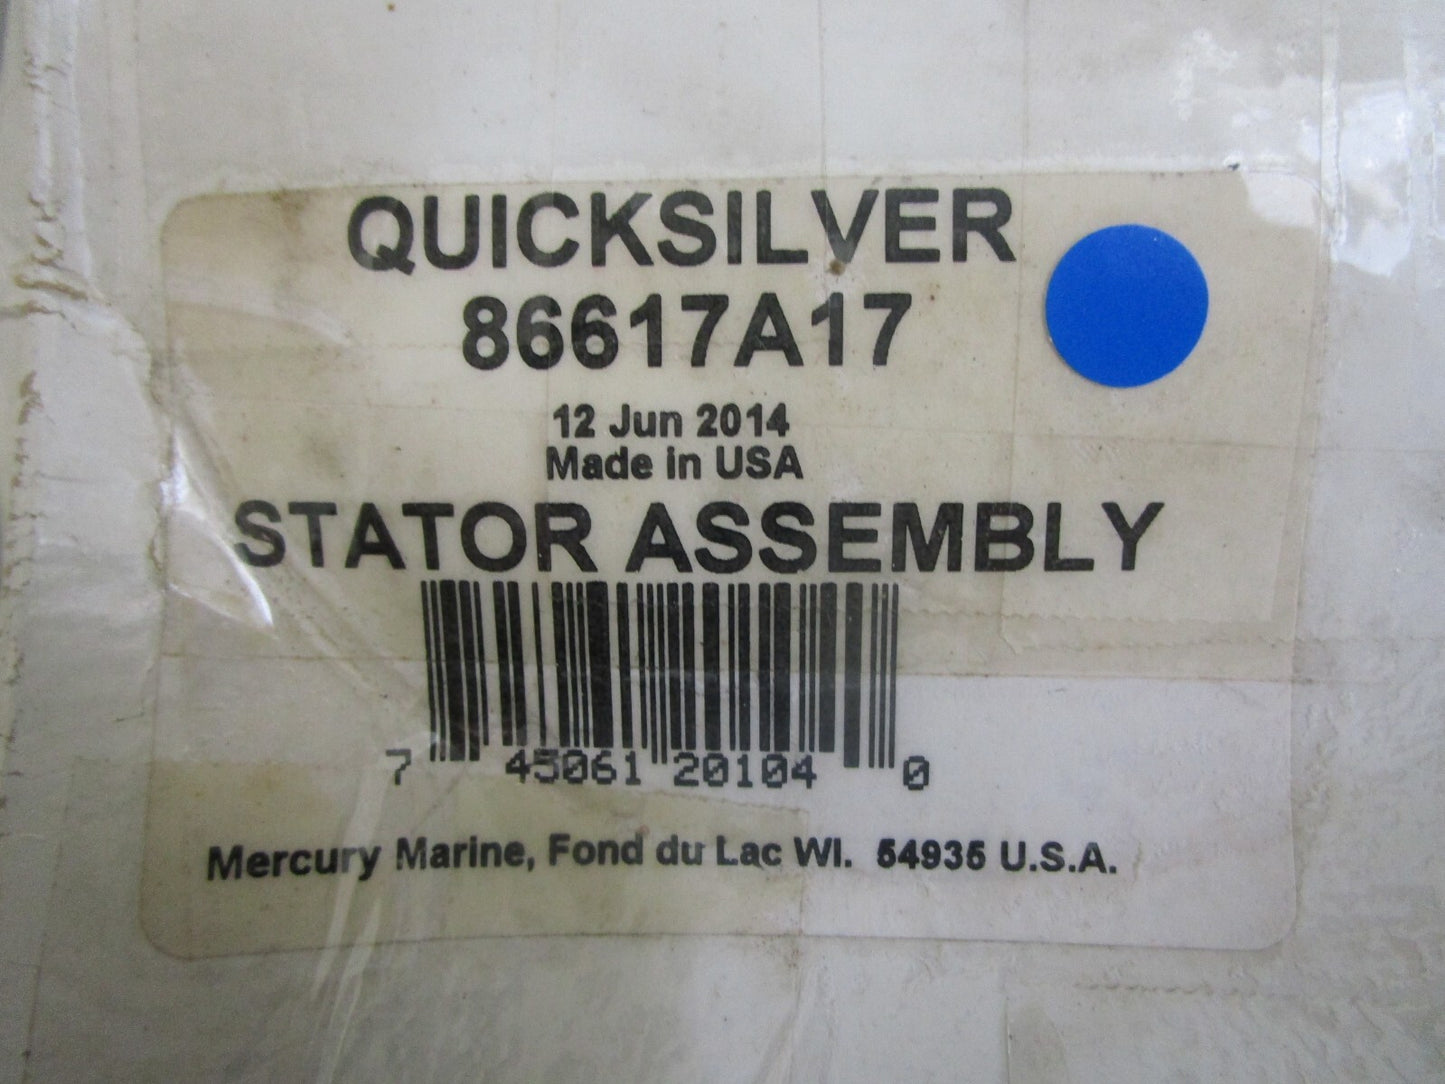 QUICKSILVER
86617A17
12 Jun 2014
Made in USA
STATOR ASSEMBLY
7 45061 20104 0
Mercury Marine, Fond du Lac WI. 54935 U.S.A.